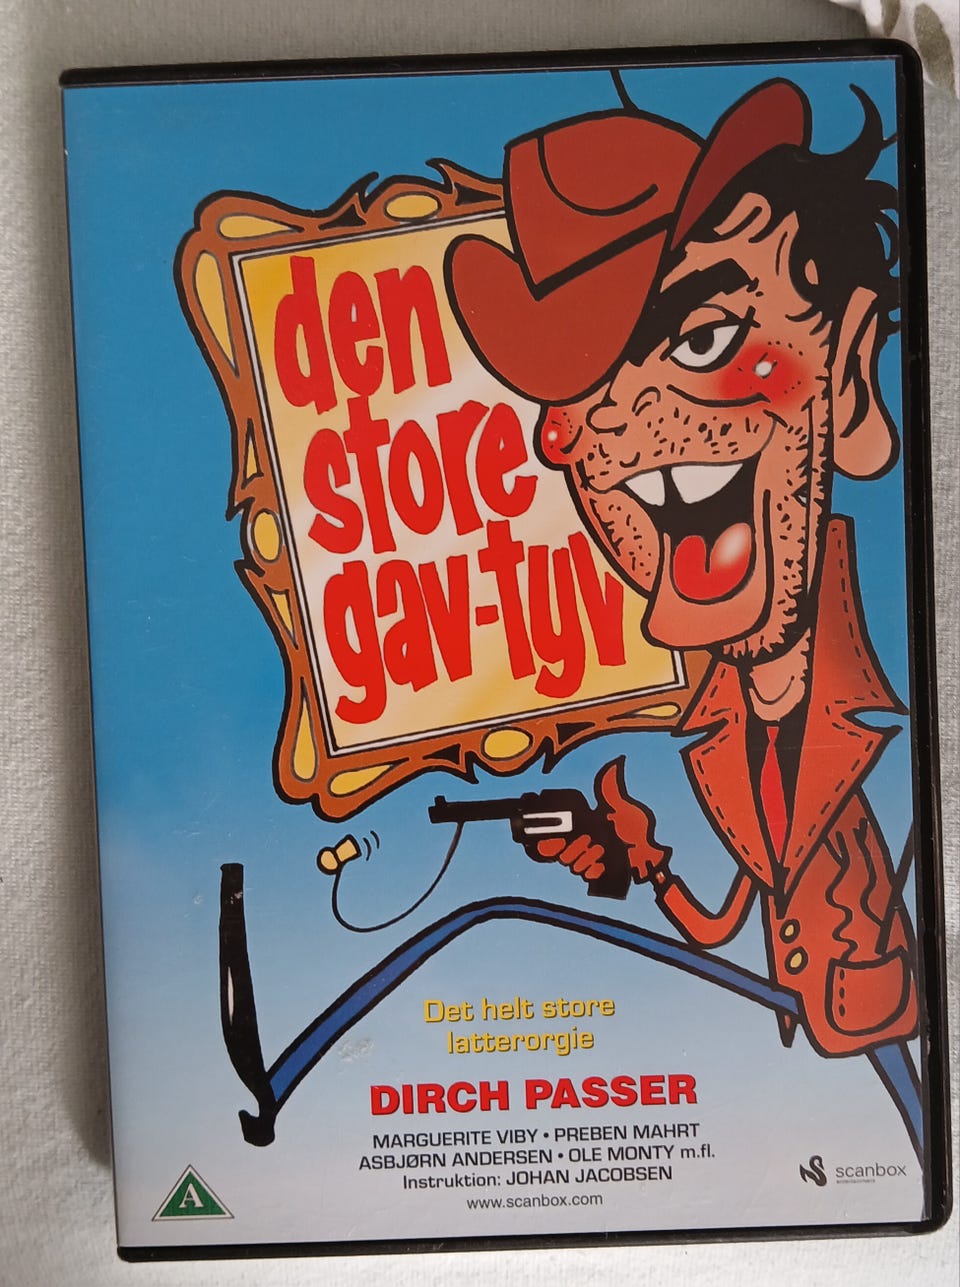 den
store
gav-tyv
Det helt store
latterorgie
DIRCH PASSER
MARGUERITE VIBY • PREBEN MAHRT
ASBJØRN ANDERSEN • OLE MONTY m.fl.
Instruktion: JOHAN JACOBSEN
www.scanbox.com
scanbox
entertainment
A